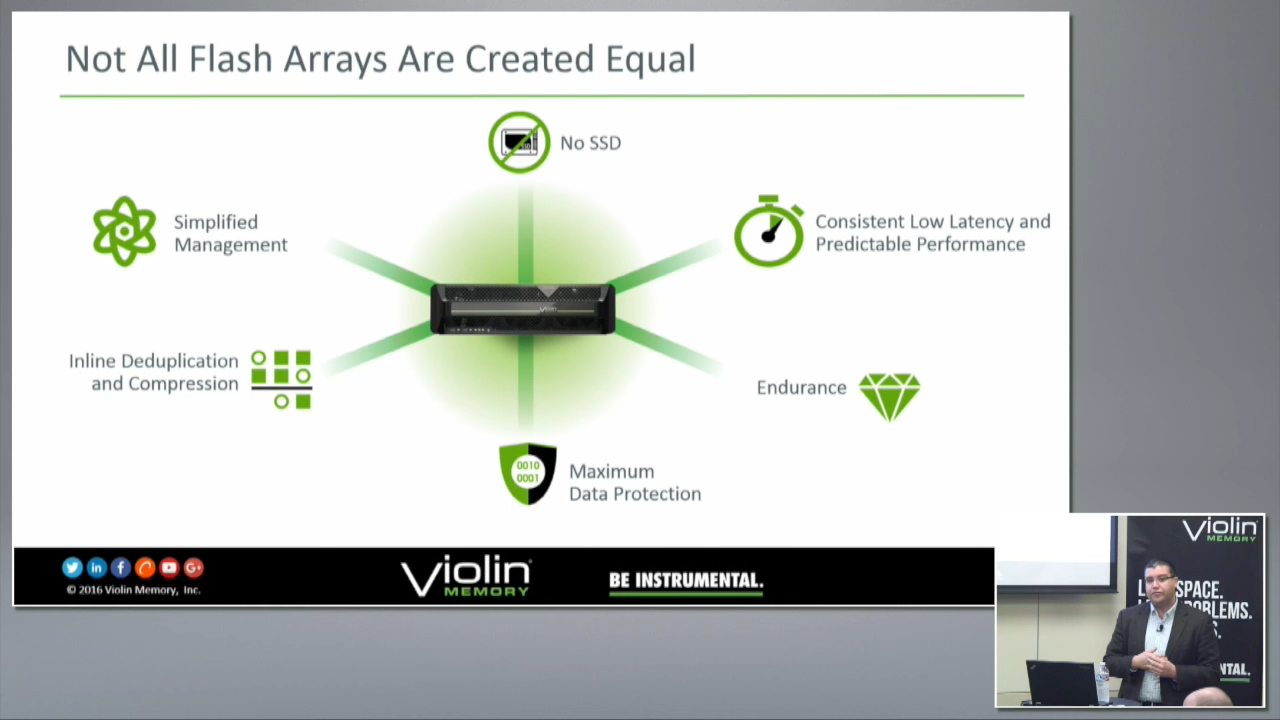 Not All Flash Arrays Are Created Equal
No SSD
Simplified
Management
Consistent Low Latency and
Predictable Performance
Inline Deduplication
and Compression
Endurance
0010
0001
Maximum
Data Protection
© 2016 Violin Memory, Inc.
Violin
MEMORY
BE INSTRUMENTAL.
Violin
MEMORY
SPACE.